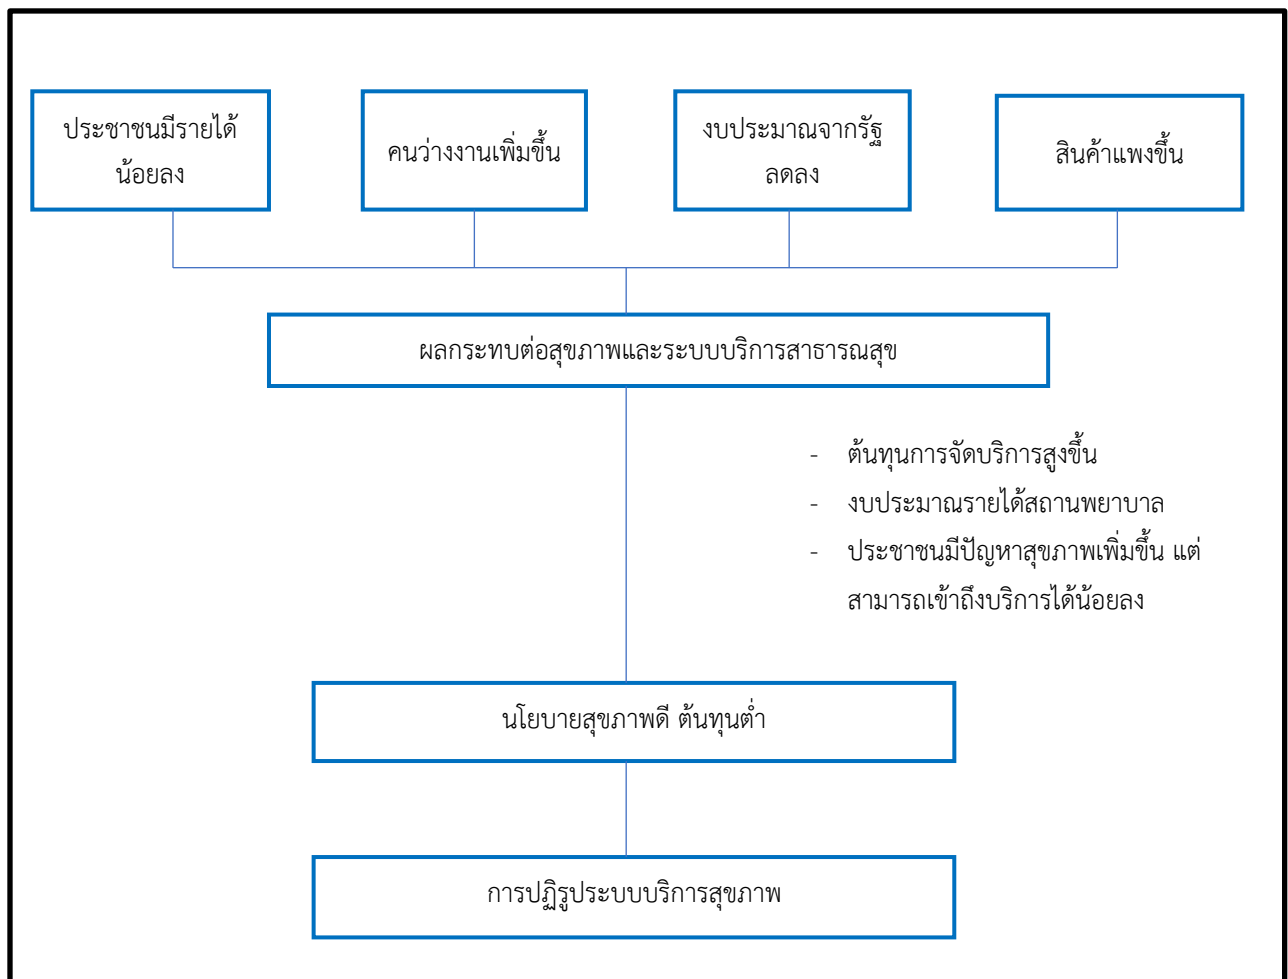 ประชาชนมีรายได้
น้อยลง
คนว่างงานเพิ่มขึ้น
งบประมาณจากรัฐ
ลดลง
สินค้าแพงขึ้น
ผลกระทบต่อสุขภาพและระบบบริการสาธารณสุข
- ต้นทุนการจัดบริการสูงขึ้น
- งบประมาณรายได้สถานพยาบาล
- ประชาชนมีปัญหาสุขภาพเพิ่มขึ้น แต่
สามารถเข้าถึงบริการได้น้อยลง
นโยบายสุขภาพดี ต้นทุนต่ำ
การปฏิรูประบบบริการสุขภาพ